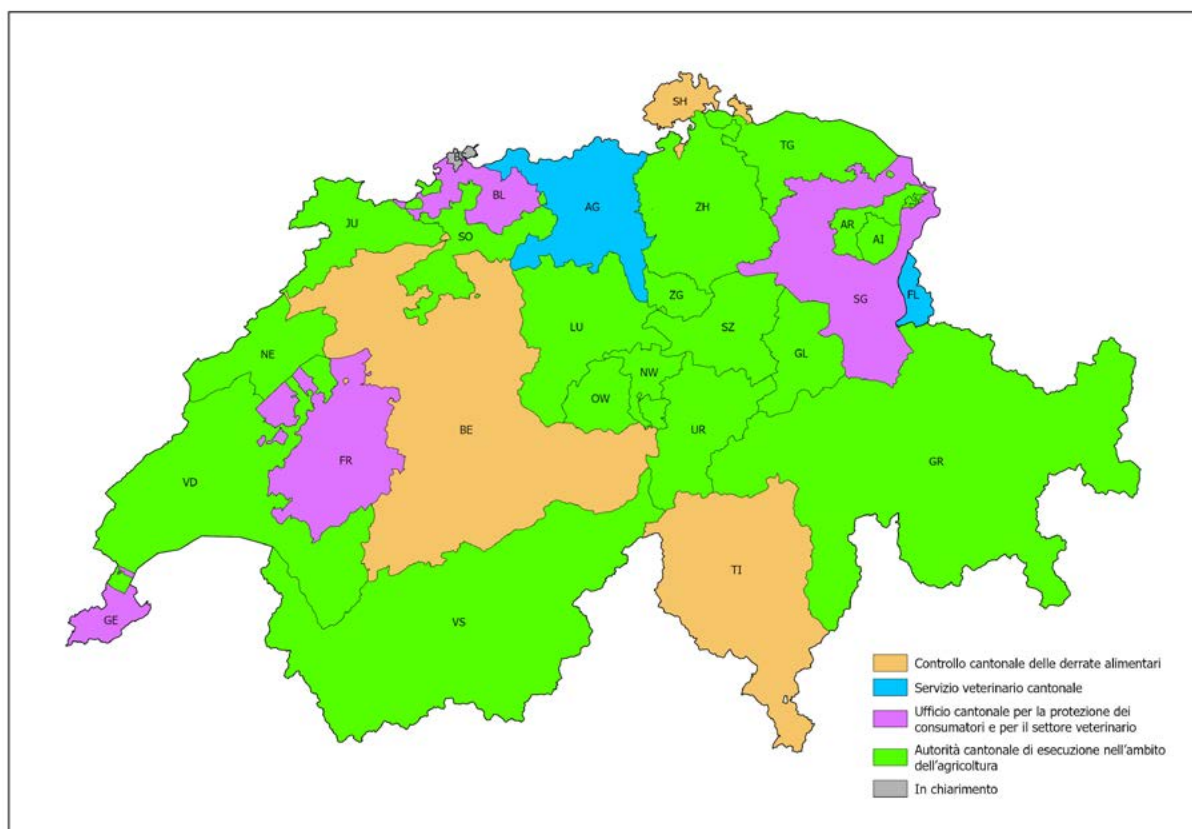 SH
TG
BS
BL
AG
ZH
JU
SO
AR
AI
ZG
SG
FL
LU
SZ
NE
GL
NW
OW
BE
UR
FR
GR
VD
TI
GE
VS
Controllo cantonale delle derrate alimentari
Servizio veterinario cantonale
Ufficio cantonale per la protezione dei
consumatori e per il settore veterinario
Autorità cantonale di esecuzione nell'ambito
dell'agricoltura
In chiarimento